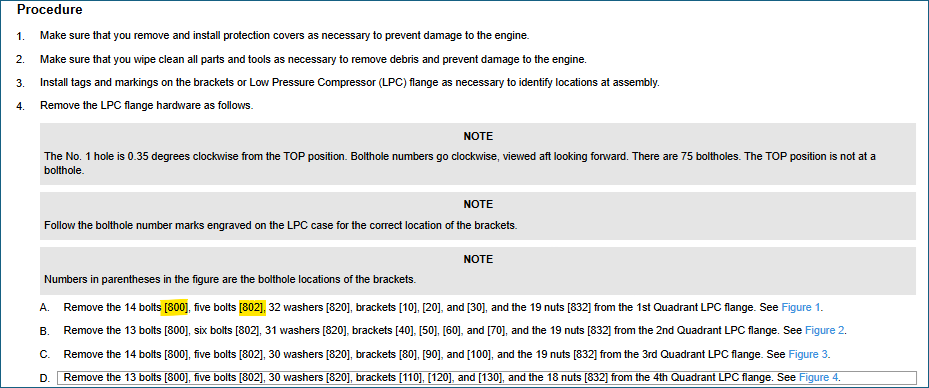 Procedure
1. Make sure that you remove and install protection covers as necessary to prevent damage to the engine.
2. Make sure that you wipe clean all parts and tools as necessary to remove debris and prevent damage to the engine.
3. Install tags and markings on the brackets or Low Pressure Compressor (LPC) flange as necessary to identify locations at assembly.
4. Remove the LPC flange hardware as follows.
NOTE
The No. 1 hole is 0.35 degrees clockwise from the TOP position. Bolthole numbers go clockwise, viewed aft looking forward. There are 75 boltholes. The TOP position is not at a
bolthole.
NOTE
Follow the bolthole number marks engraved on the LPC case for the correct location of the brackets.
NOTE
Numbers in parentheses in the figure are the bolthole locations of the brackets.
A. Remove the 14 bolts [800], five bolts [802], 32 washers [820], brackets [10], [20], and [30], and the 19 nuts [832] from the 1st Quadrant LPC flange. See Figure 1.
B. Remove the 13 bolts [800], six bolts [802], 31 washers [820], brackets [40], [50], [60], and [70], and the 19 nuts [832] from the 2nd Quadrant LPC flange. See Figure 2.
C. Remove the 14 bolts [800], five bolts [802], 30 washers [820], brackets [80], [90], and [100], and the 19 nuts [832] from the 3rd Quadrant LPC flange. See Figure 3.
D. Remove the 13 bolts [800], five bolts [802], 30 washers [820], brackets [110], [120], and [130], and the 18 nuts [832] from the 4th Quadrant LPC flange. See Figure 4.